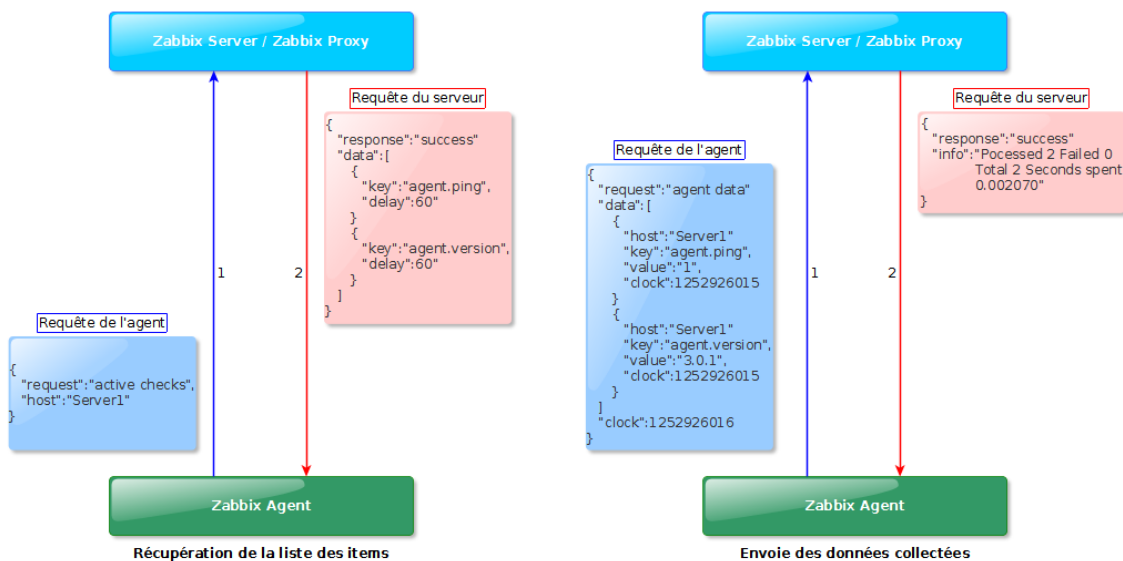 Zabbix Server / Zabbix Proxy
Requête du serveur
{
"response":"success"
"data":[
{
"key":"agent.ping",
"delay":60"
}
{
"key":"agent.version",
"delay":60"
}
]
}
1
2
Requête de l'agent
{
"request":"active checks",
"host":"Server1"
}
Zabbix Agent
Récupération de la liste des items
Zabbix Server / Zabbix Proxy
Requête du serveur
{
"response":"success"
"info":"Pocessed 2 Failed 0
Total 2 Seconds spent
0.002070"
}
Requête de l'agent
{
"request":"agent data"
"data":[
{
"host":"Server1"
"key":"agent.ping",
"value":"1",
"clock":1252926015
}
{
"host":"Server1"
"key":"agent.version",
"value":"3.0.1",
"clock":1252926015
}
]
"clock":1252926016
}
1
2
Zabbix Agent
Envoie des données collectées